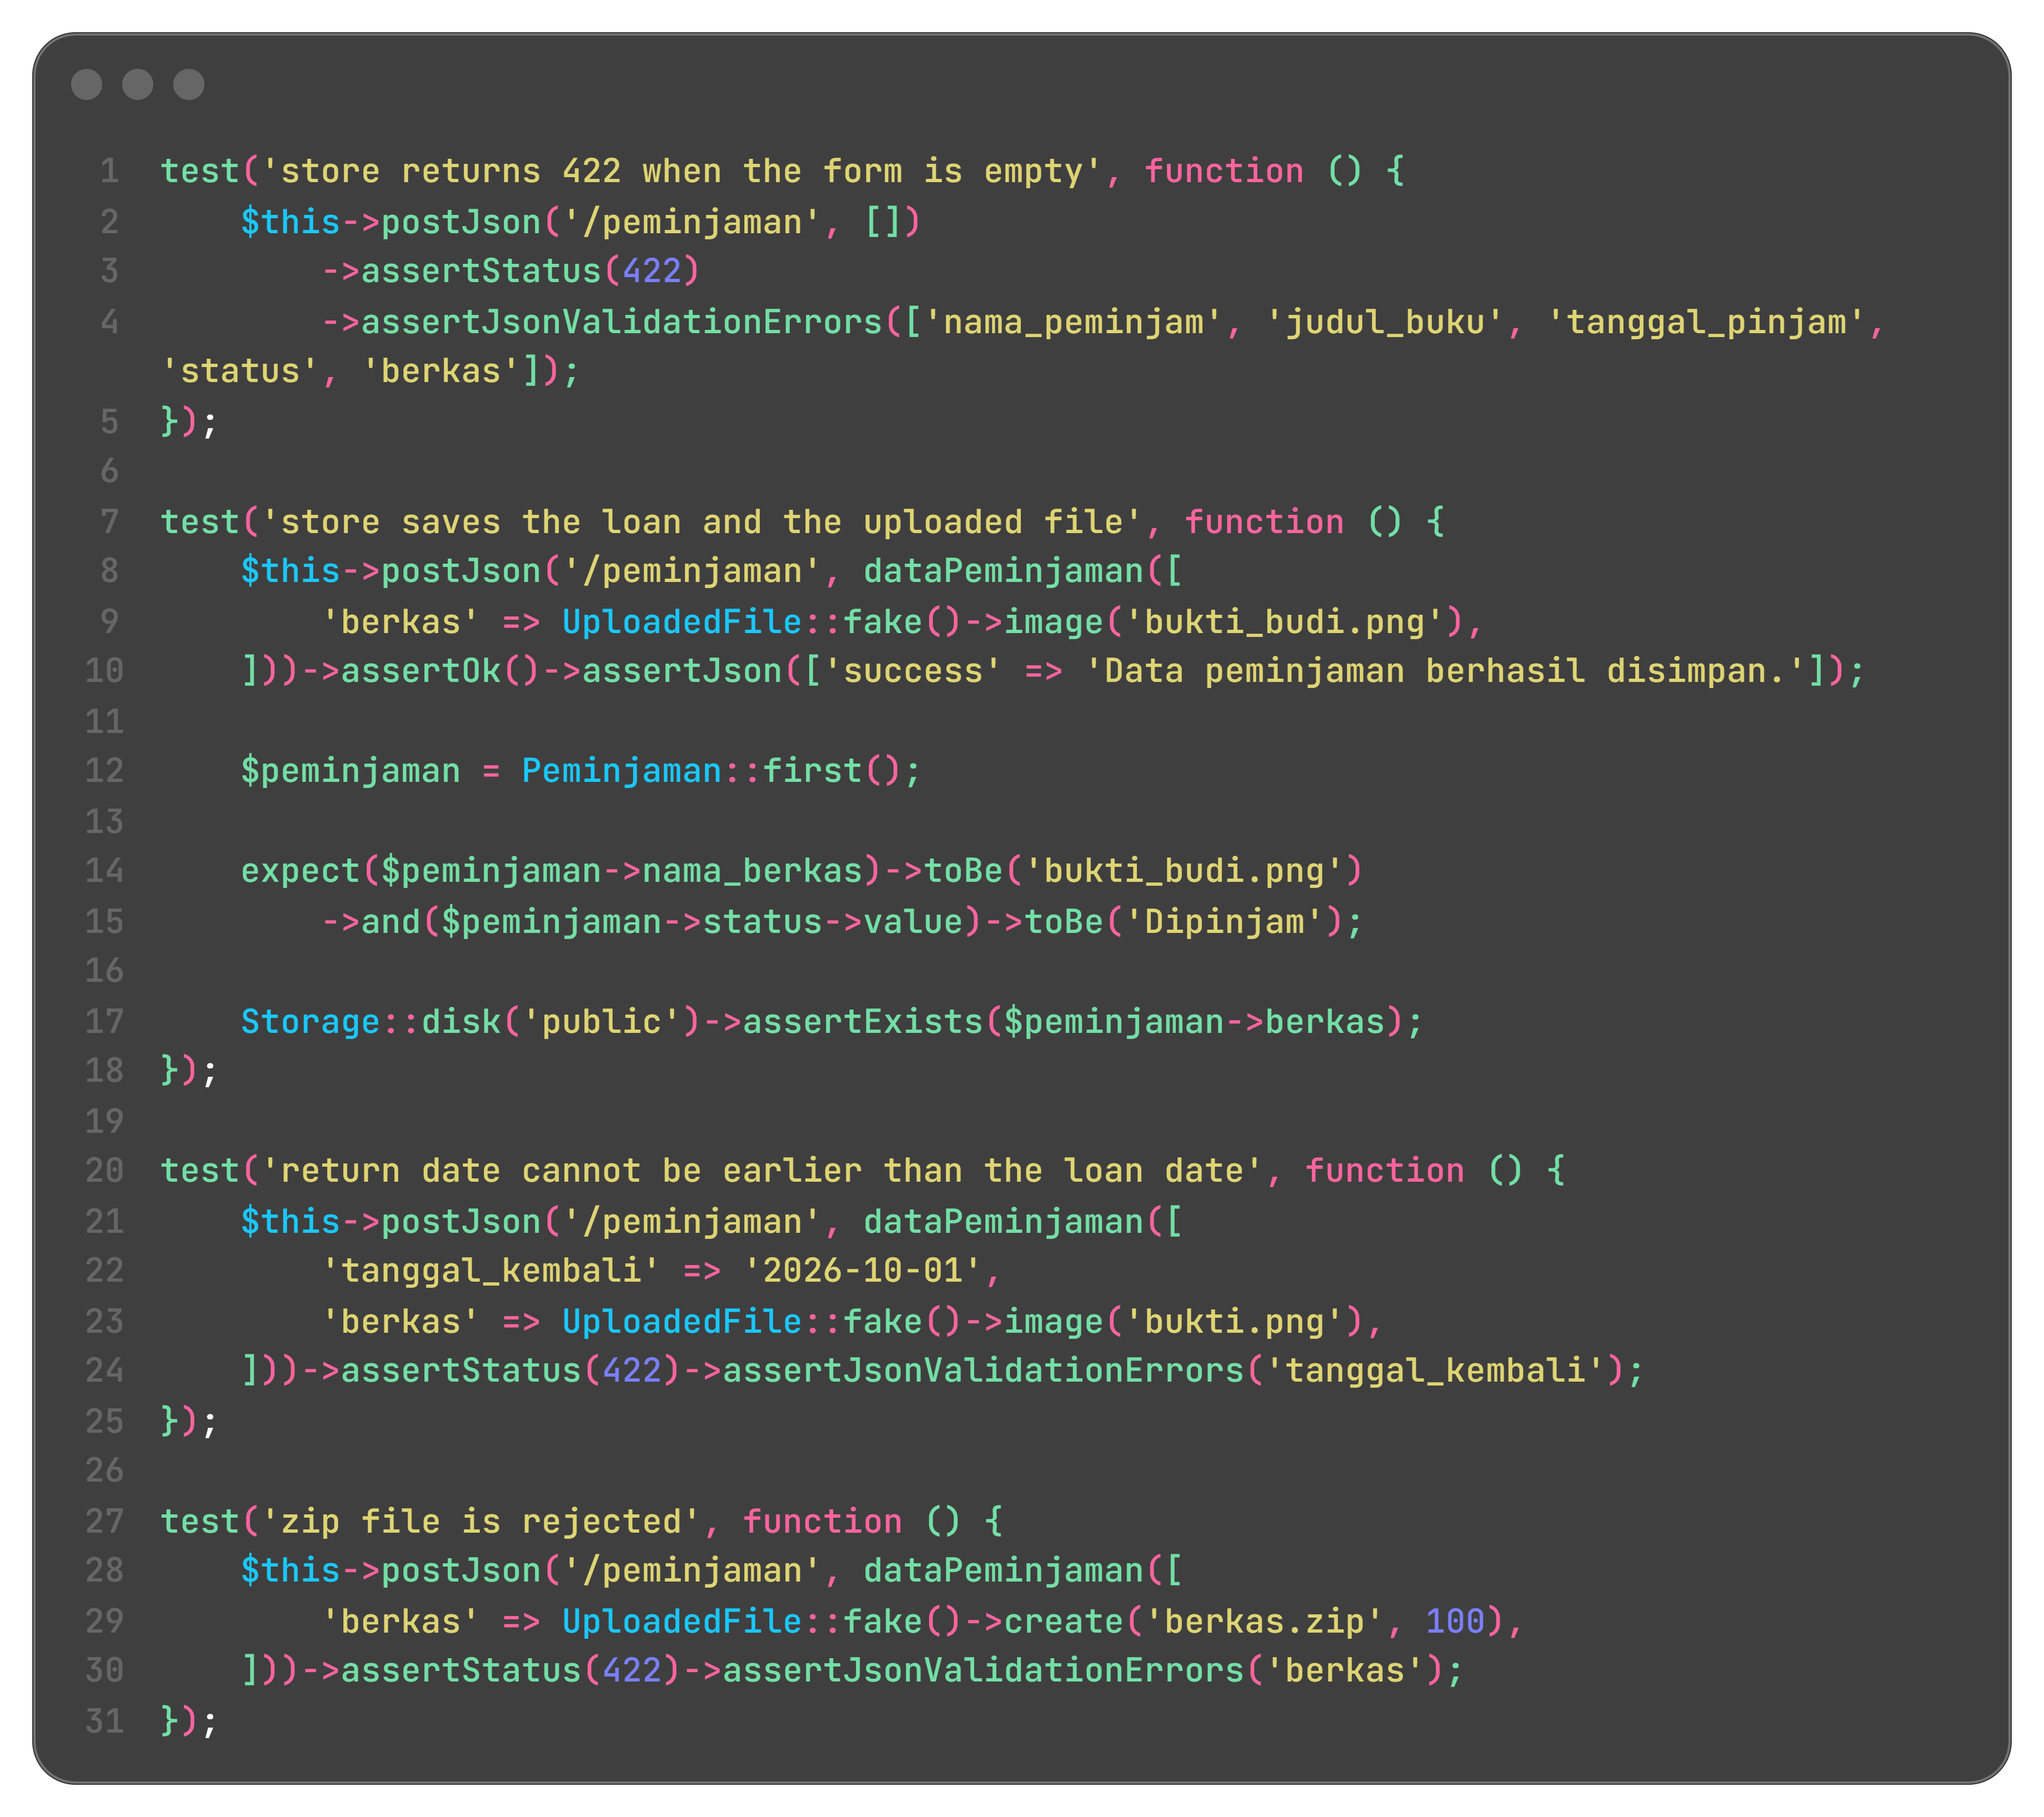 1 test('store returns 422 when the form is empty', function () {
2     $this->postJson('/peminjaman', [])
3         ->assertStatus(422)
4         ->assertJsonValidationErrors(['nama_peminjam', 'judul_buku', 'tanggal_pinjam',
'status', 'berkas']);
5 });
6
7 test('store saves the loan and the uploaded file', function () {
8     $this->postJson('/peminjaman', dataPeminjaman([
9         'berkas' => UploadedFile::fake()->image('bukti_budi.png'),
10     ]))->assertOk()->assertJson(['success' => 'Data peminjaman berhasil disimpan.']);
11
12     $peminjaman = Peminjaman::first();
13
14     expect($peminjaman->nama_berkas)->toBe('bukti_budi.png')
15         ->and($peminjaman->status->value)->toBe('Dipinjam');
16
17     Storage::disk('public')->assertExists($peminjaman->berkas);
18 });
19
20 test('return date cannot be earlier than the loan date', function () {
21     $this->postJson('/peminjaman', dataPeminjaman([
22         'tanggal_kembali' => '2026-10-01',
23         'berkas' => UploadedFile::fake()->image('bukti.png'),
24     ]))->assertStatus(422)->assertJsonValidationErrors('tanggal_kembali');
25 });
26
27 test('zip file is rejected', function () {
28     $this->postJson('/peminjaman', dataPeminjaman([
29         'berkas' => UploadedFile::fake()->create('berkas.zip', 100),
30     ]))->assertStatus(422)->assertJsonValidationErrors('berkas');
31 });